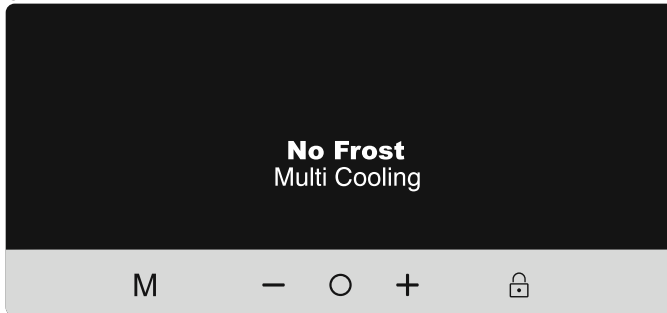 No Frost
Multi Cooling
M − ○ +